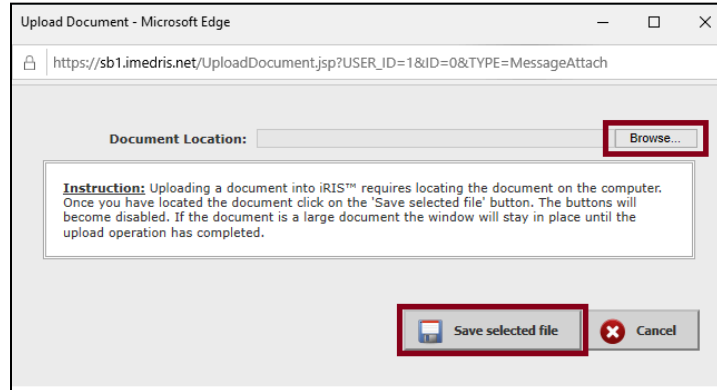 Upload Document - Microsoft Edge
https://sb1.imedris.net/UploadDocument.jsp?USER_ID=1&ID=0&TYPE=MessageAttach
Document Location: Browse...
Instruction: Uploading a document into iRIS™ requires locating the document on the computer.
Once you have located the document click on the 'Save selected file' button. The buttons will
become disabled. If the document is a large document the window will stay in place until the
upload operation has completed.
Save selected file Cancel